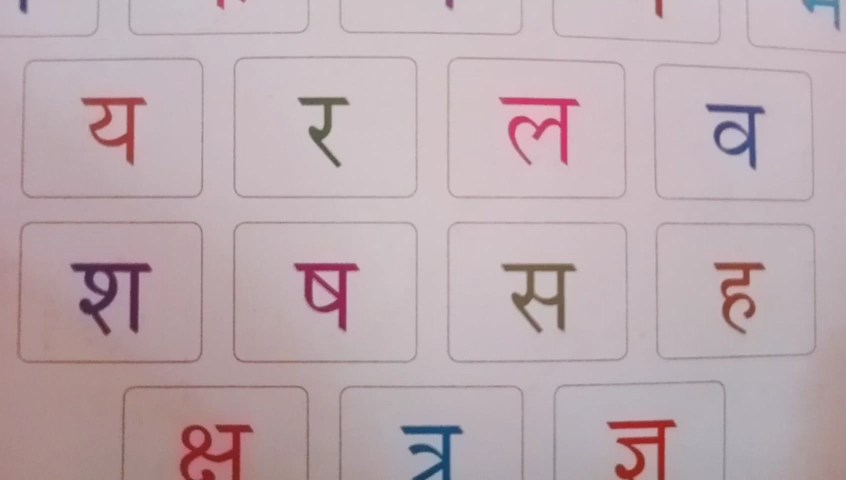 य र ल व
श ष स ह
क्ष त्र ज्ञ